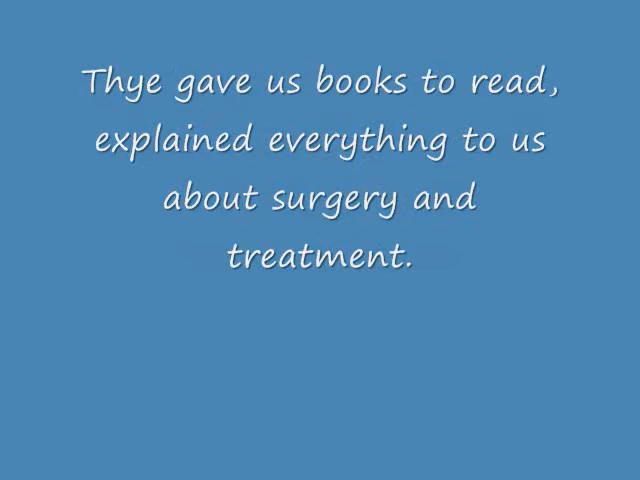 Thye gave us books to read,
explained everything to us
about surgery and
treatment.